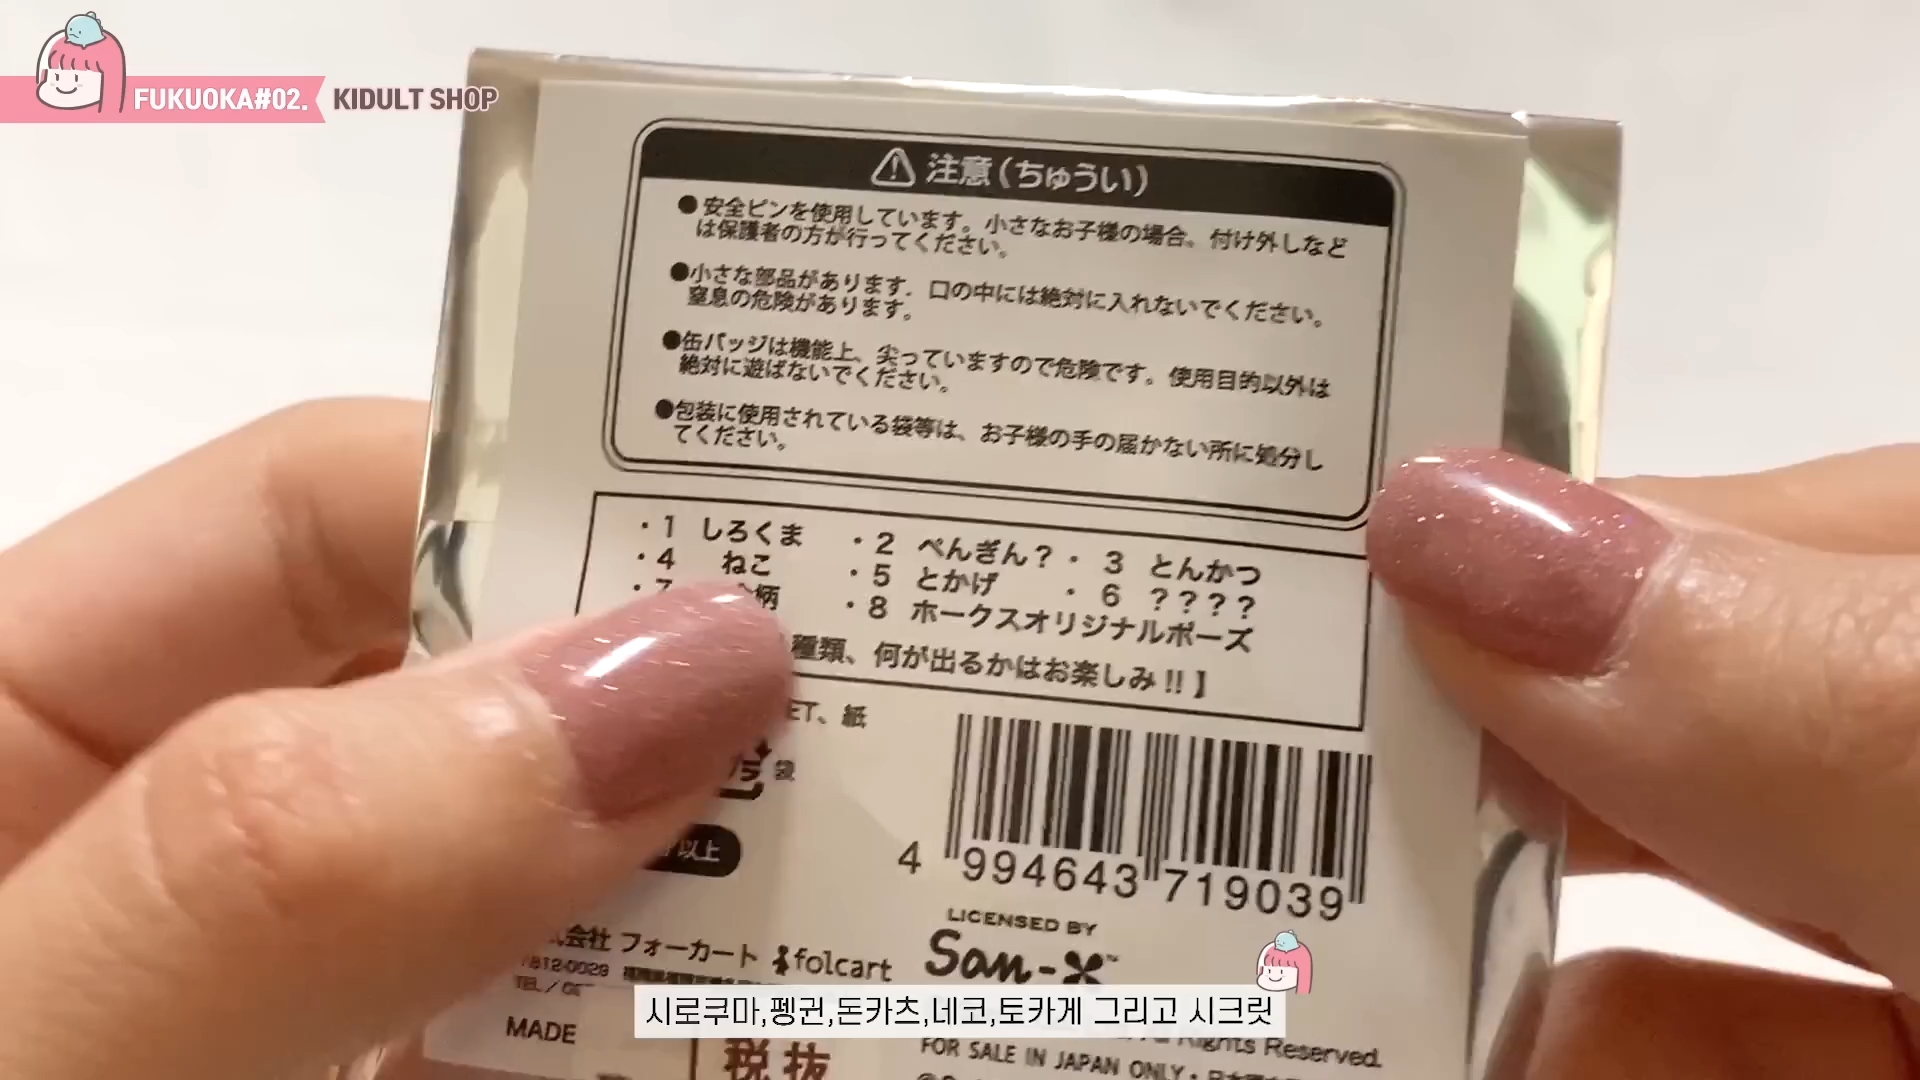 FUKUOKA#02. KIDULT SHOP
注意(ちゅうい)
●安全ピンを使用しています。小さなお子様の場合。付け外しなど
は保護者の方が行ってください。
●小さな部品があります。口の中には絶対に入れないでください。
窒息の危険があります。
●缶バッジは機能上、尖っていますので危険です。使用目的以外は
絶対に遊ばないでください。
●包装に使用されている袋等は、お子様の手の届かない所に処分し
てください。
・1 しろくま ・2 ぺんぎん? ・3 とんかつ
・4 ねこ ・5 とかげ ・6 ????
・7 柄 ・8 ホークスオリジナルポーズ
種類、何が出るかはお楽しみ!!】
ET、紙
袋
以上
4 994643 719039
LICENSED BY
San-X
会社 フォーカート folcart
812-0029
TEL/
시로쿠마,펭귄,돈카츠,네코,토카게 그리고 시크릿
MADE
税抜
Rights Reserved.
FOR SALE IN JAPAN ONLY・